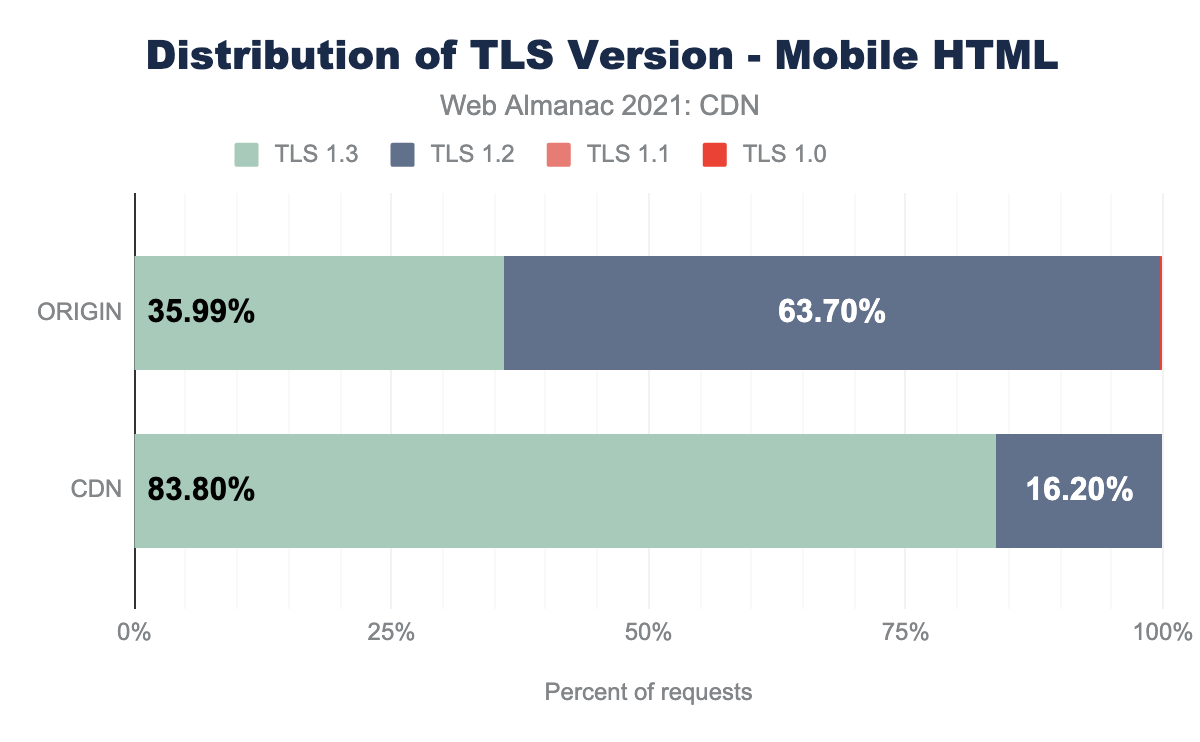 Distribution of TLS Version - Mobile HTML
Web Almanac 2021: CDN
TLS 1.3 TLS 1.2 TLS 1.1 TLS 1.0
ORIGIN 35.99% 63.70%
CDN 83.80% 16.20%
0% 25% 50% 75% 100%
Percent of requests